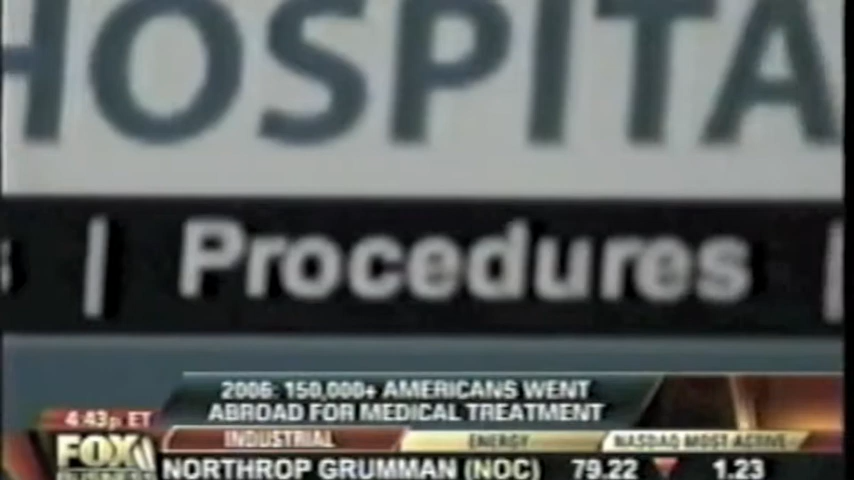 HOSPITA
| Procedures |
2006: 150,000+ AMERICANS WENT
ABROAD FOR MEDICAL TREATMENT
4:43p ET
INDUSTRIAL ENERGY NASDAQ MOST ACTIVE
FOX
BUSINESS
NORTHROP GRUMMAN (NOC) 79.22 ▼ 1.23